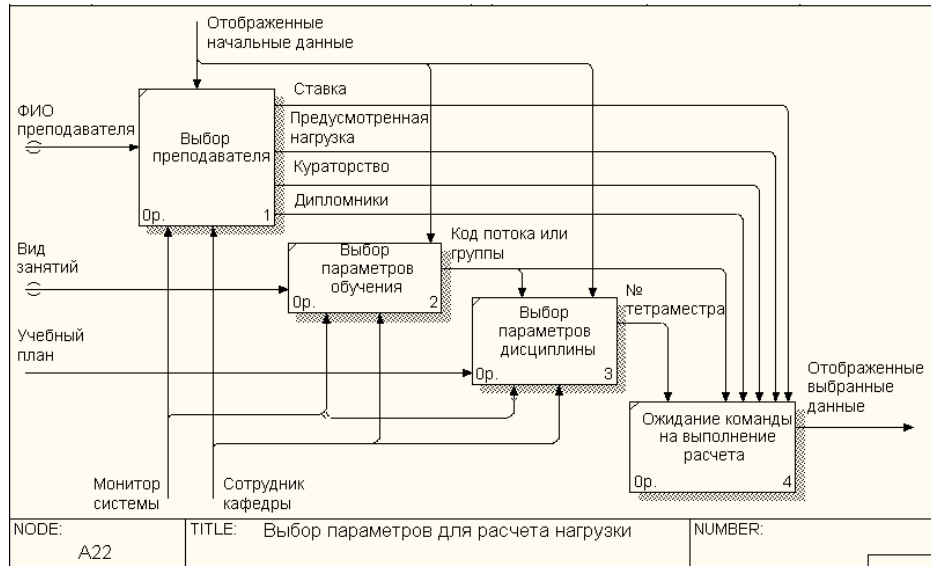 Отображенные
начальные данные
Ставка
ФИО
преподавателя
Предусмотренная
нагрузка
Выбор
преподавателя
Кураторство
Дипломники
0р.
1
Вид
занятий
Выбор
параметров
обучения
0р.
2
Код потока или
группы
№
тетраместра
Учебный
план
Выбор
параметров
дисциплины
0р.
3
Отображенные
выбранные
данные
Ожидание команды
на выполнение
расчета
0р.
4
Монитор
системы
Сотрудник
кафедры
NODE:
A22
TITLE: Выбор параметров для расчета нагрузки
NUMBER: